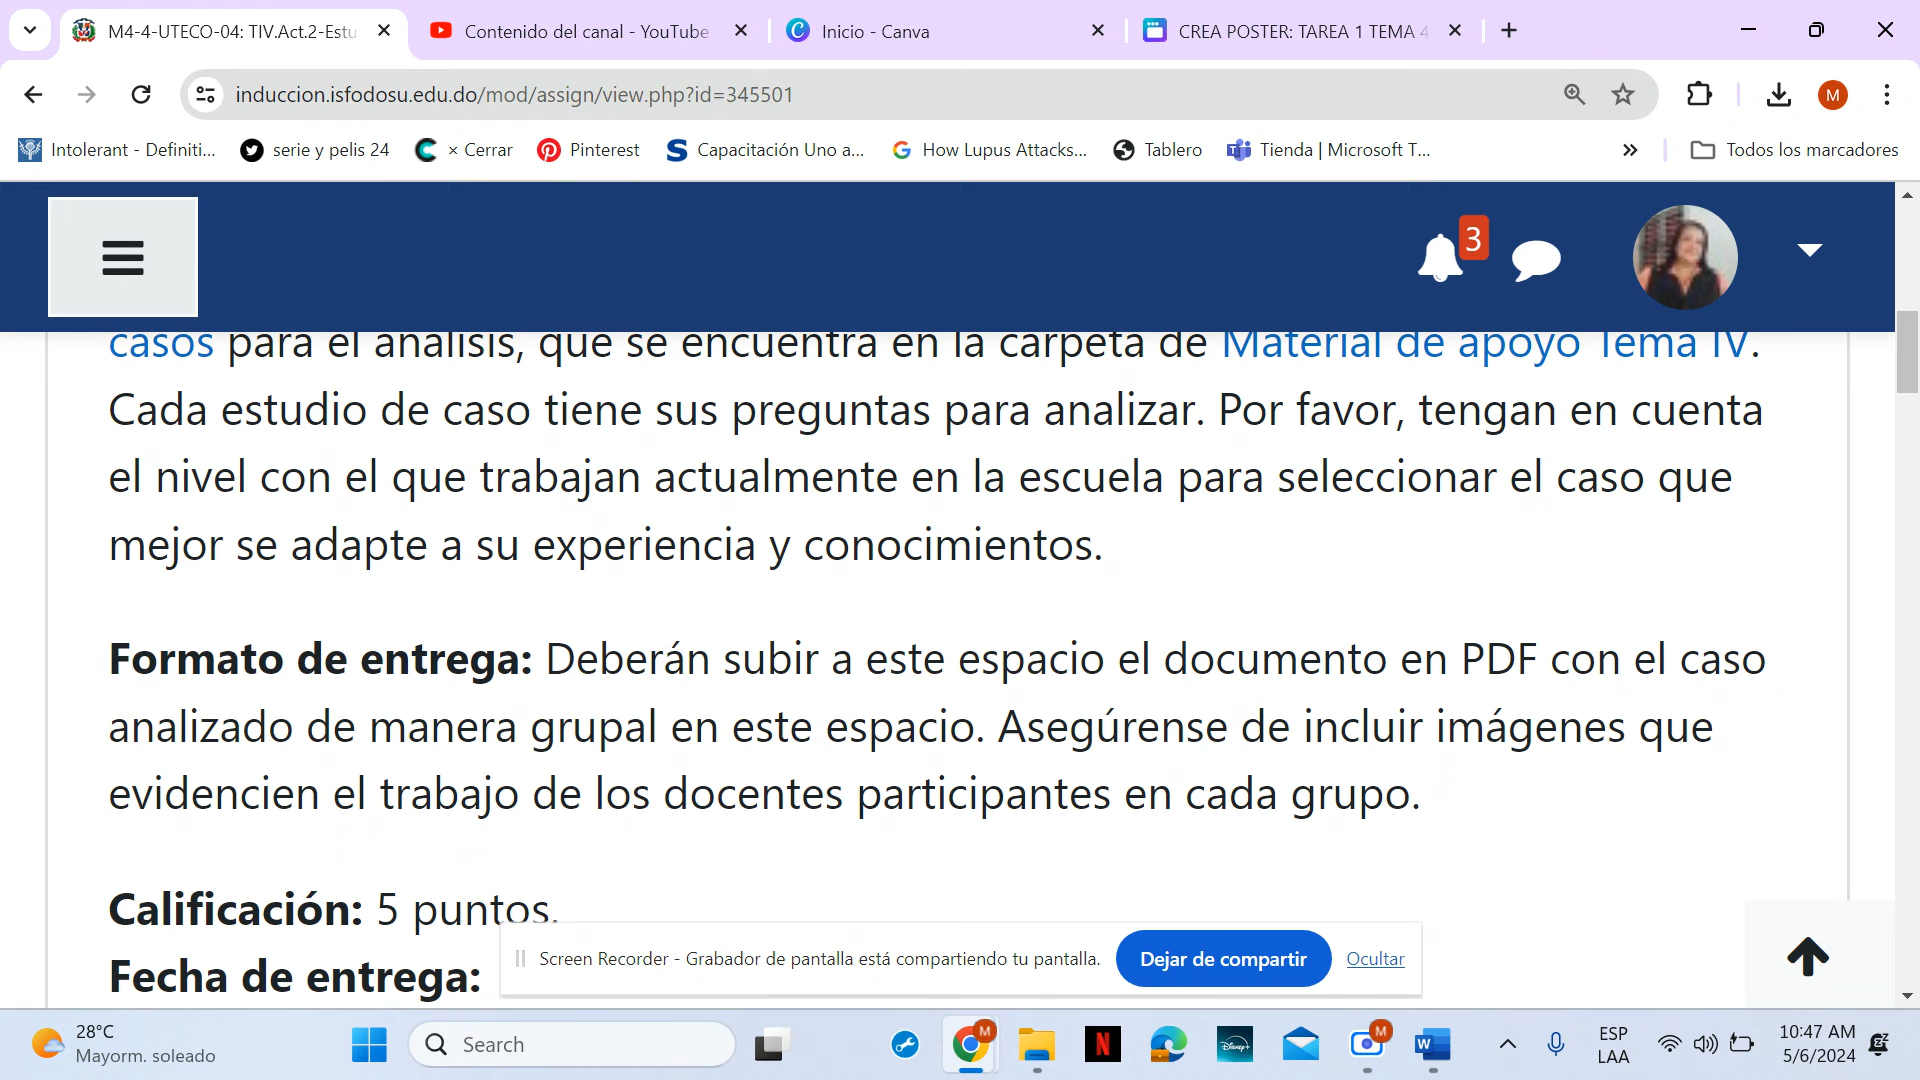 M4-4-UTECO-04: TIV.Act.2-Estu
Contenido del canal - YouTube
Inicio - Canva
CREA POSTER: TAREA 1 TEMA 4
induccion.isfodosu.edu.do/mod/assign/view.php?id=345501
M
Intolerant - Definiti...
serie y pelis 24
× Cerrar
Pinterest
Capacitación Uno a...
How Lupus Attacks...
Tablero
Tienda | Microsoft T...
Todos los marcadores
3
casos para el análisis, que se encuentra en la carpeta de Material de apoyo Tema IV.
Cada estudio de caso tiene sus preguntas para analizar. Por favor, tengan en cuenta
el nivel con el que trabajan actualmente en la escuela para seleccionar el caso que
mejor se adapte a su experiencia y conocimientos.
Formato de entrega: Deberán subir a este espacio el documento en PDF con el caso
analizado de manera grupal en este espacio. Asegúrense de incluir imágenes que
evidencien el trabajo de los docentes participantes en cada grupo.
Calificación: 5 puntos.
Fecha de entrega:
Screen Recorder - Grabador de pantalla está compartiendo tu pantalla.
Dejar de compartir
Ocultar
28°C
Mayorm. soleado
Search
M
N
Disney+
M
W
ESP
LAA
10:47 AM
5/6/2024